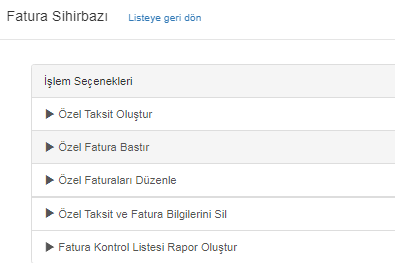 Fatura Sihirbazı Listeye geri dön
İşlem Seçenekleri
▶ Özel Taksit Oluştur
▶ Özel Fatura Bastır
▶ Özel Faturaları Düzenle
▶ Özel Taksit ve Fatura Bilgilerini Sil
▶ Fatura Kontrol Listesi Rapor Oluştur